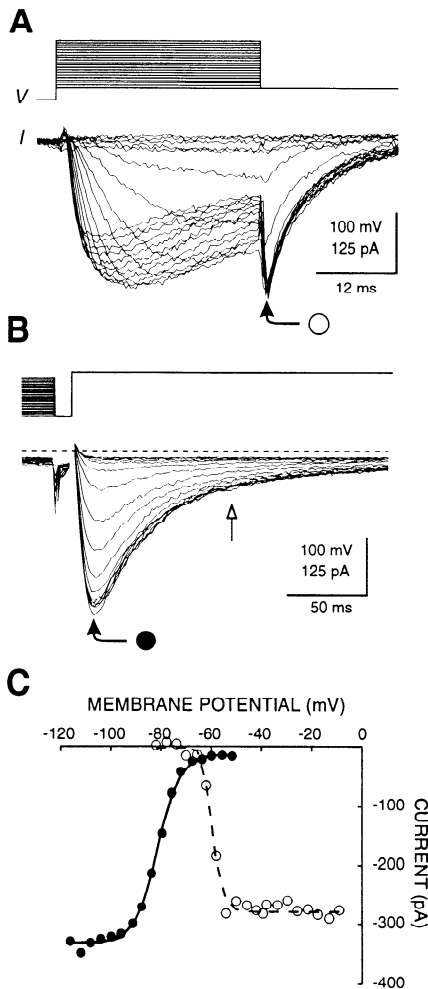 A
V
I
100 mV
125 pA
12 ms
B
100 mV
125 pA
50 ms
C
MEMBRANE POTENTIAL (mV)
-120 -100 -80 -60 -40 -20 0
-100
-200
-300
-400
CURRENT (pA)